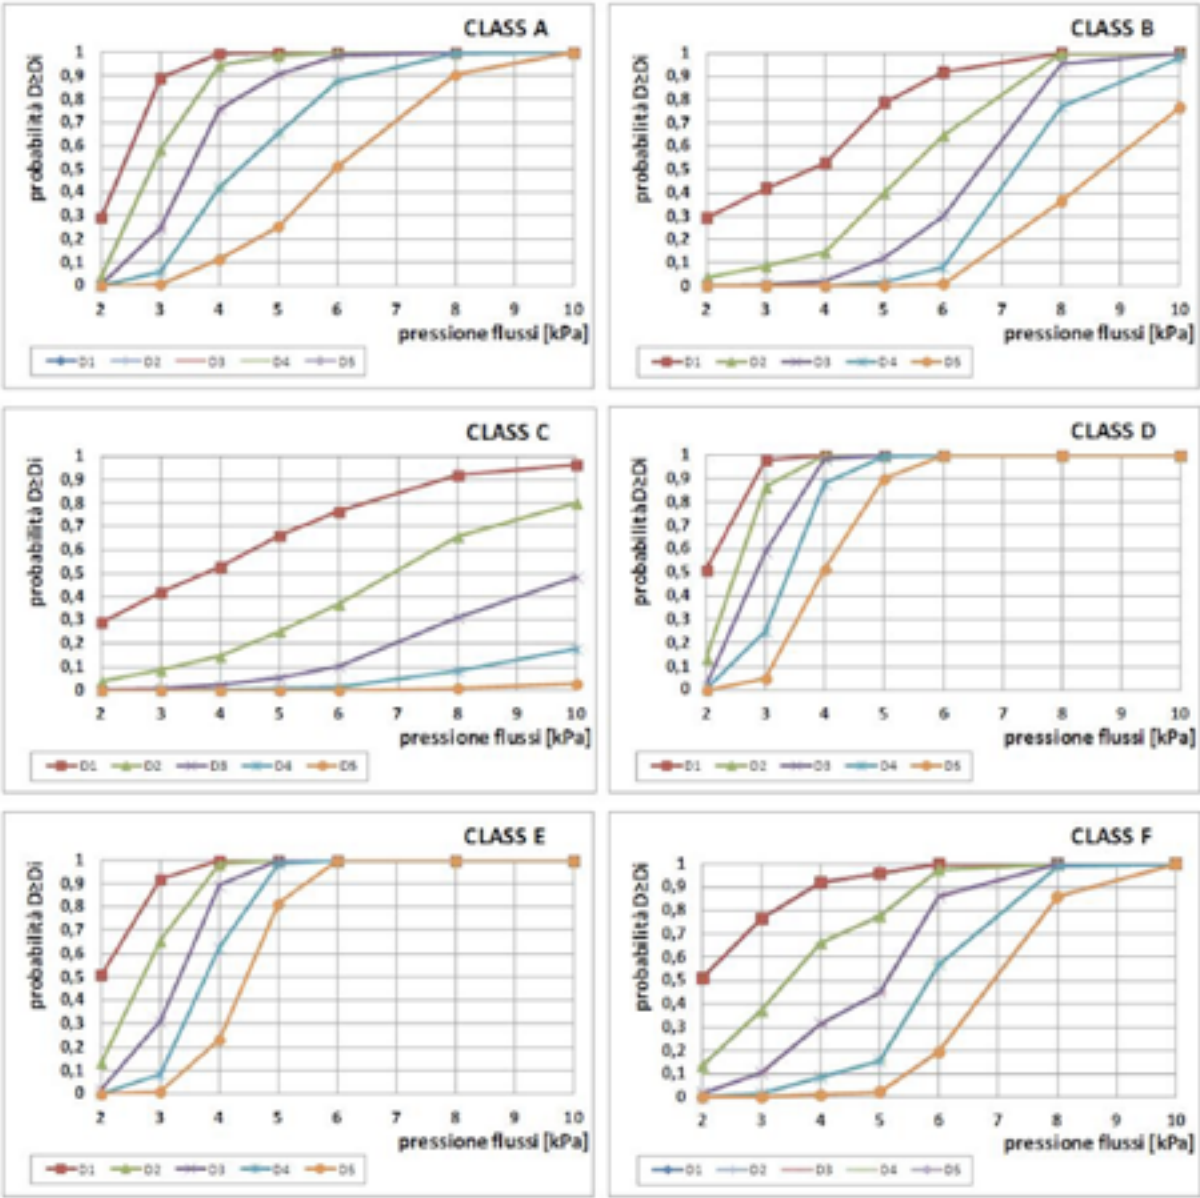 CLASS A
probabilità D≥Di
1
0,9
0,8
0,7
0,6
0,5
0,4
0,3
0,2
0,1
0
2 3 4 5 6 7 8 9 10
pressione flussi [kPa]
D1 D2 D3 D4 D5
CLASS B
probabilità D≥Di
1
0,9
0,8
0,7
0,6
0,5
0,4
0,3
0,2
0,1
0
2 3 4 5 6 7 8 9 10
pressione flussi [kPa]
D1 D2 D3 D4 D5
CLASS C
probabilità D≥Di
1
0,9
0,8
0,7
0,6
0,5
0,4
0,3
0,2
0,1
0
2 3 4 5 6 7 8 9 10
pressione flussi [kPa]
D1 D2 D3 D4 D5
CLASS D
probabilitàD≥Di
1
0,9
0,8
0,7
0,6
0,5
0,4
0,3
0,2
0,1
0
2 3 4 5 6 7 8 9 10
pressione flussi [kPa]
D1 D2 D3 D4 D5
CLASS E
probabilità D≥Di
1
0,9
0,8
0,7
0,6
0,5
0,4
0,3
0,2
0,1
0
2 3 4 5 6 7 8 9 10
pressione flussi [kPa]
D1 D2 D3 D4 D5
CLASS F
probabilità D≥Di
1
0,9
0,8
0,7
0,6
0,5
0,4
0,3
0,2
0,1
0
2 3 4 5 6 7 8 9 10
pressione flussi [kPa]
D1 D2 D3 D4 D5